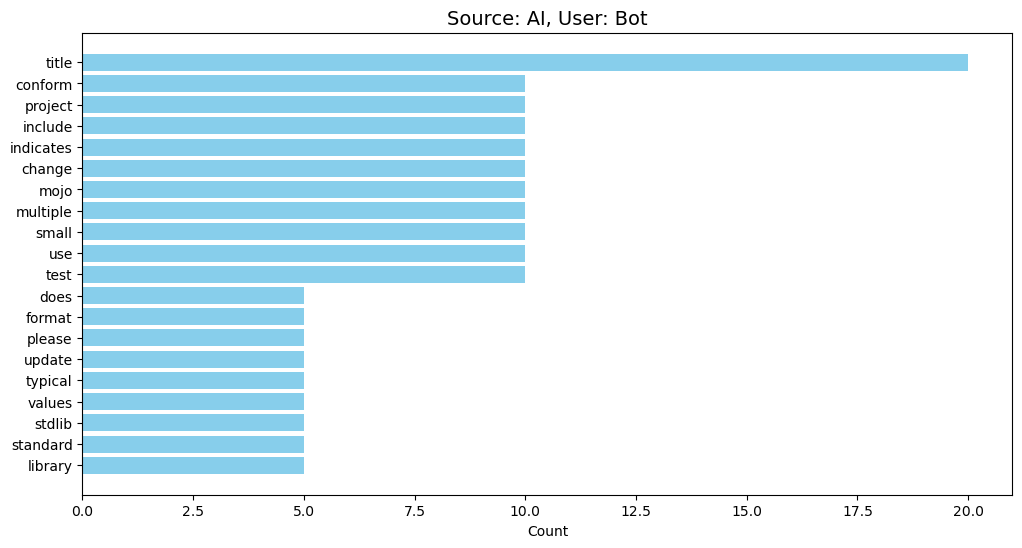 Source: AI, User: Bot
title
conform
project
include
indicates
change
mojo
multiple
small
use
test
does
format
please
update
typical
values
stdlib
standard
library
0.0 2.5 5.0 7.5 10.0 12.5 15.0 17.5 20.0
Count